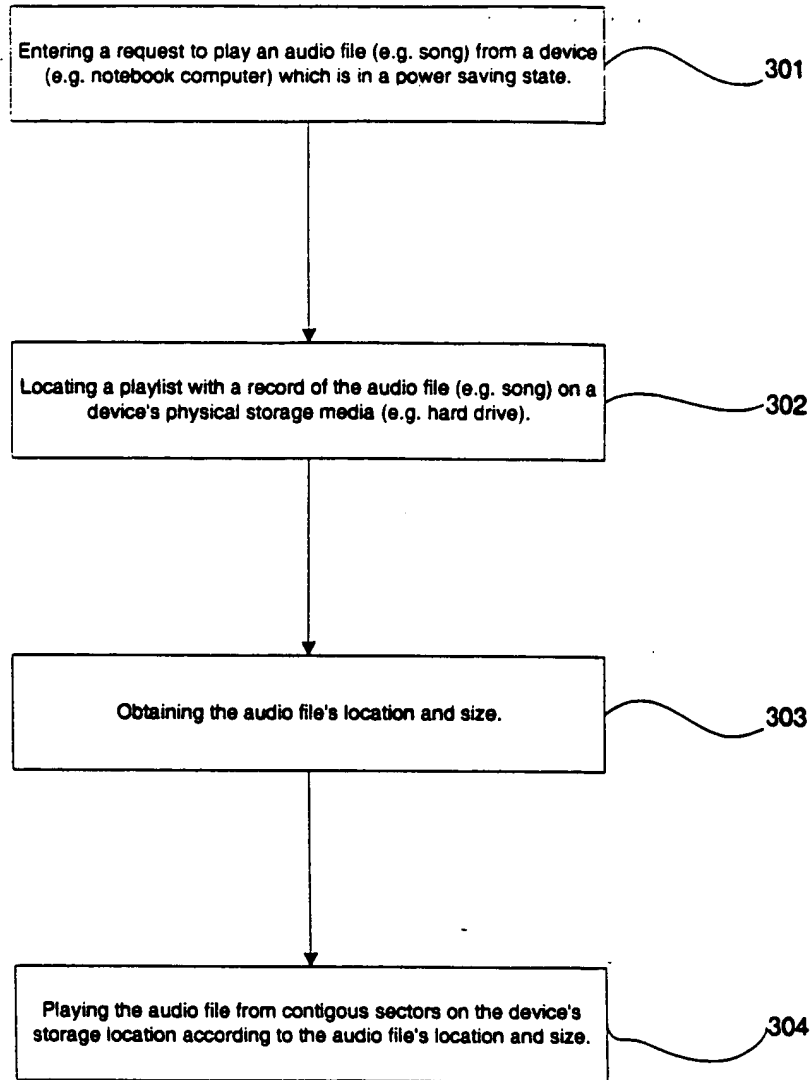 Entering a request to play an audio file (e.g. song) from a device
(e.g. notebook computer) which is in a power saving state.
301
Locating a playlist with a record of the audio file (e.g. song) on a
device's physical storage media (e.g. hard drive).
302
Obtaining the audio file's location and size.
303
Playing the audio file from contigous sectors on the device's
storage location according to the audio file's location and size.
304